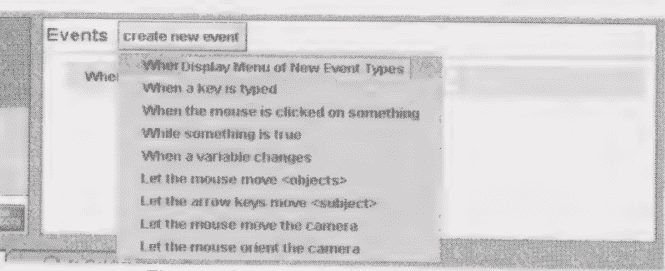 Events create new event
When Display Menu of New Event Types
Whe
When a key is typed
When the mouse is clicked on something
While something is true
When a variable changes
Let the mouse move <objects>
Let the arrow keys move <subject>
Let the mouse move the camera
Let the mouse orient the camera